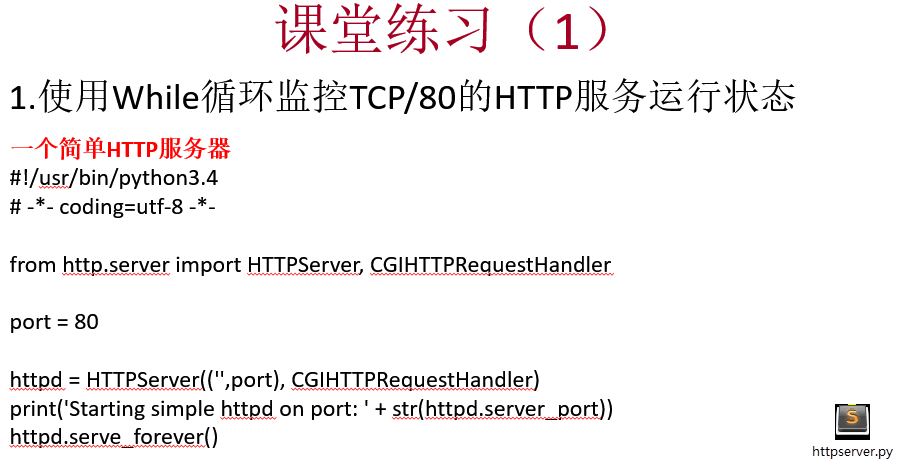 课堂练习（1）
1.使用While循环监控TCP/80的HTTP服务运行状态
一个简单HTTP服务器
#!/usr/bin/python3.4
# -*- coding=utf-8 -*-
from http.server import HTTPServer, CGIHTTPRequestHandler
port = 80
httpd = HTTPServer(('',port), CGIHTTPRequestHandler)
print('Starting simple httpd on port: ' + str(httpd.server_port))
httpd.serve_forever()
S
httpserver.py